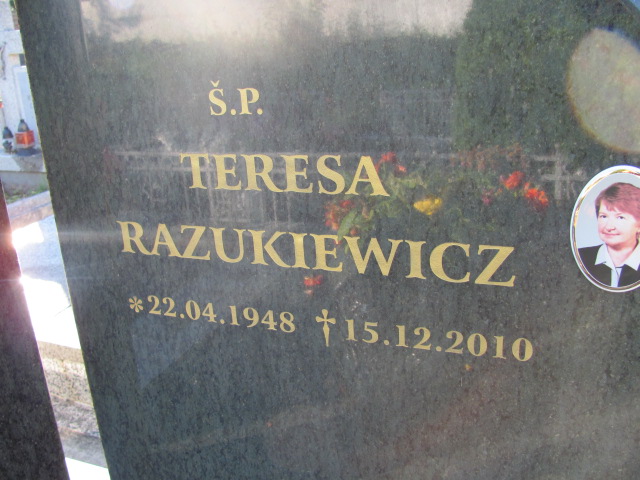 Š.P.
TERESA
RAZUKIEWICZ
*22.04.1948 †15.12.2010